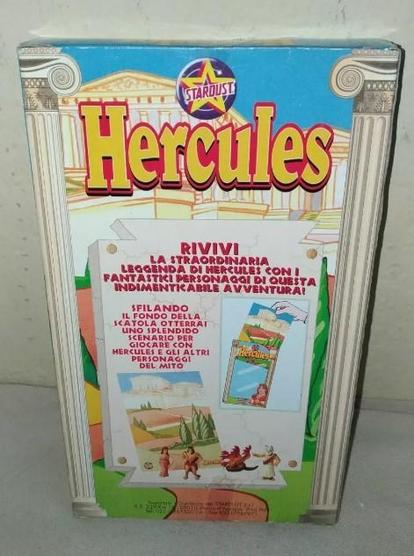 STARDUST
Hercules
RIVIVI
LA STRAORDINARIA
LEGGENDA DI HERCULES CON I
FANTASTICI PERSONAGGI DI QUESTA
INDIMENTICABILE AVVENTURA!
SFILANDO
IL FONDO DELLA
SCATOLA OTTERRAI
UNO SPLENDIDO
SCENARIO PER
GIOCARE CON
HERCULES E GLI ALTRI
PERSONAGGI
DEL MITO
Hercules